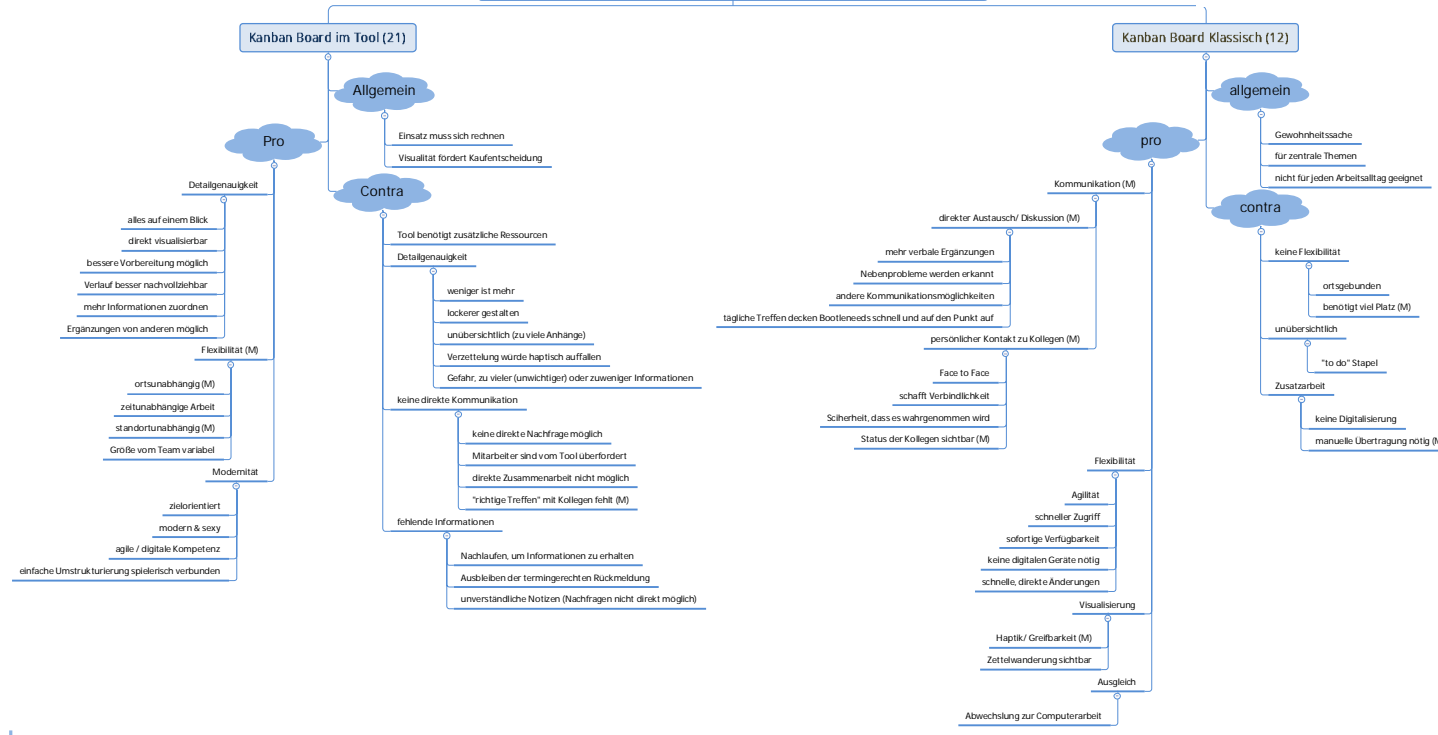 Kanban Board im Tool (21)
Allgemein
Einsatz muss sich rechnen
Visualität fördert Kaufentscheidung
Pro
Detailgenauigkeit
alles auf einem Blick
direkt visualisierbar
bessere Vorbereitung möglich
Verlauf besser nachvollziehbar
mehr Informationen zuordnen
Ergänzungen von anderen möglich
Flexibilität (M)
ortsunabhängig (M)
zeitunabhängige Arbeit
standortunabhängig (M)
Größe vom Team variabel
Modernität
zielorientiert
modern & sexy
agile / digitale Kompetenz
einfache Umstrukturierung spielerisch verbunden
Contra
Tool benötigt zusätzliche Ressourcen
Detailgenauigkeit
weniger ist mehr
lockerer gestalten
unübersichtlich (zu viele Anhänge)
Verzettelung würde haptisch auffallen
Gefahr, zu vieler (unwichtiger) oder zuweniger Informationen
keine direkte Kommunikation
keine direkte Nachfrage möglich
Mitarbeiter sind vom Tool überfordert
direkte Zusammenarbeit nicht möglich
"richtige Treffen" mit Kollegen fehlt (M)
fehlende Informationen
Nachlaufen, um Informationen zu erhalten
Ausbleiben der termingerechten Rückmeldung
unverständliche Notizen (Nachfragen nicht direkt möglich)
Kanban Board Klassisch (12)
allgemein
Gewohnheitssache
für zentrale Themen
nicht für jeden Arbeitsalltag geeignet
pro
Kommunikation (M)
direkter Austausch/ Diskussion (M)
mehr verbale Ergänzungen
Nebenprobleme werden erkannt
andere Kommunikationsmöglichkeiten
tägliche Treffen decken Bootleneeds schnell und auf den Punkt auf
persönlicher Kontakt zu Kollegen (M)
Face to Face
schafft Verbindlichkeit
Sciherheit, dass es wahrgenommen wird
Status der Kollegen sichtbar (M)
Flexibilität
Agilität
schneller Zugriff
sofortige Verfügbarkeit
keine digitalen Geräte nötig
schnelle, direkte Änderungen
Visualisierung
Haptik/ Greifbarkeit (M)
Zettelwanderung sichtbar
Ausgleich
Abwechslung zur Computerarbeit
contra
keine Flexibilität
ortsgebunden
benötigt viel Platz (M)
unübersichtlich
"to do" Stapel
Zusatzarbeit
keine Digitalisierung
manuelle Übertragung nötig (M